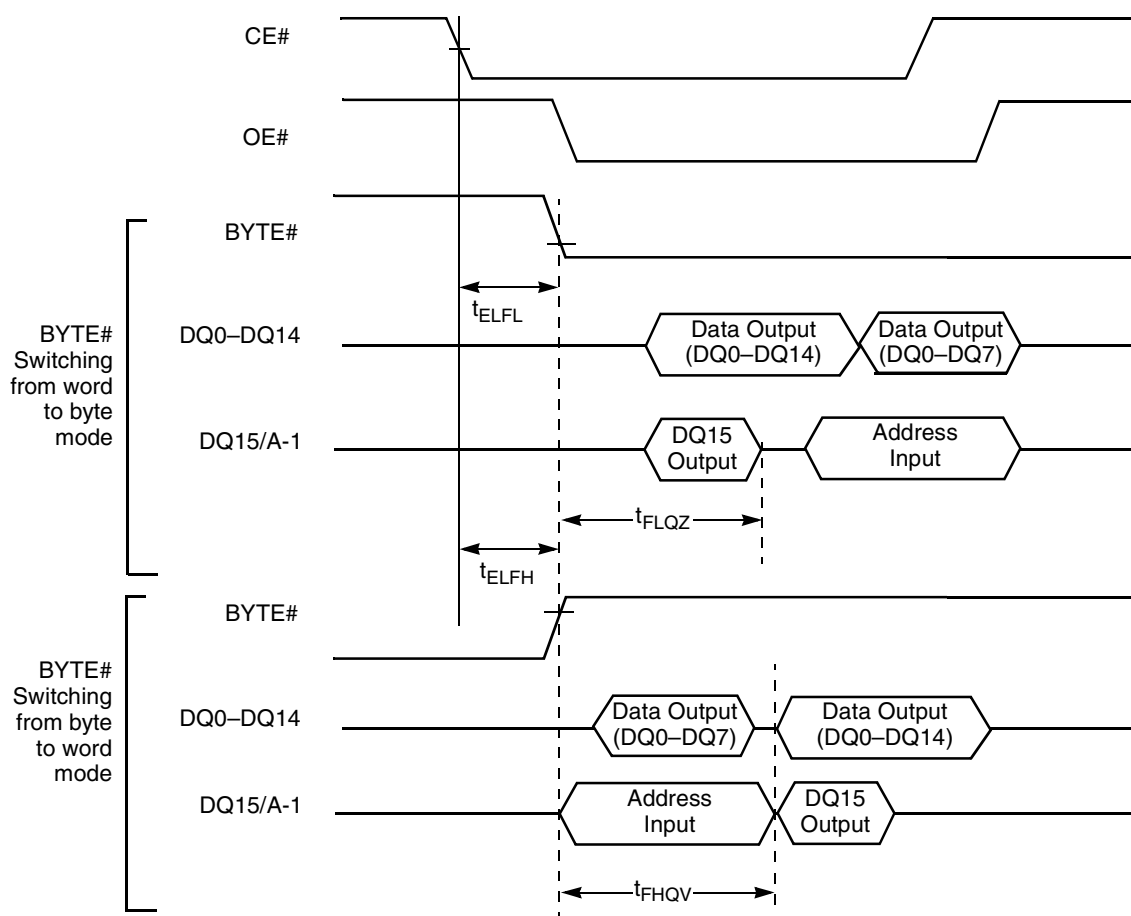 CE#
OE#
BYTE#
tELFL
BYTE#
Switching
from word
to byte
mode
DQ0–DQ14
Data Output
(DQ0–DQ14)
Data Output
(DQ0–DQ7)
DQ15/A-1
DQ15
Output
Address
Input
tFLQZ
tELFH
BYTE#
BYTE#
Switching
from byte
to word
mode
DQ0–DQ14
Data Output
(DQ0–DQ7)
Data Output
(DQ0–DQ14)
DQ15/A-1
Address
Input
DQ15
Output
tFHQV